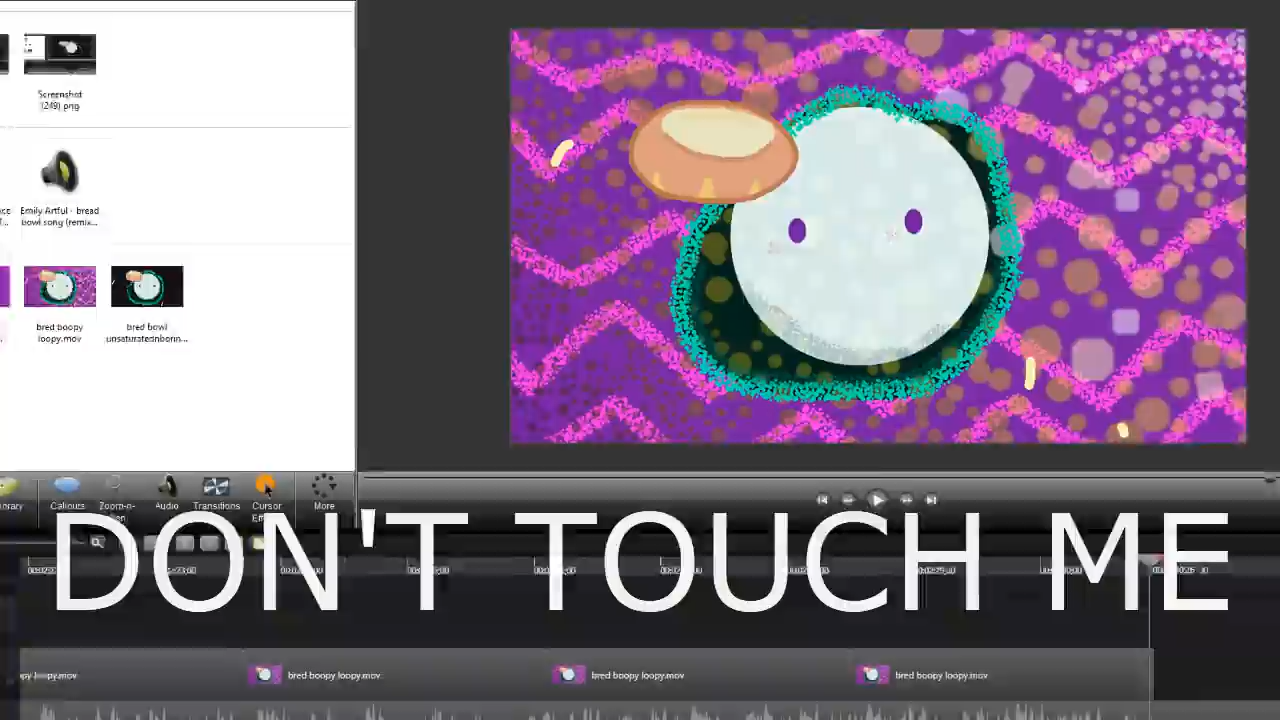 Screenshot
(249).png
Emily Artful - bread
bowl song (remix...
bred boopy
loopy.mov
bred bowl
unsaturatednborin...
Callouts
Audio
Transitions
Cursor
More
DON'T TOUCH ME
bred boopy loopy.mov
bred boopy loopy.mov
bred boopy loopy.mov